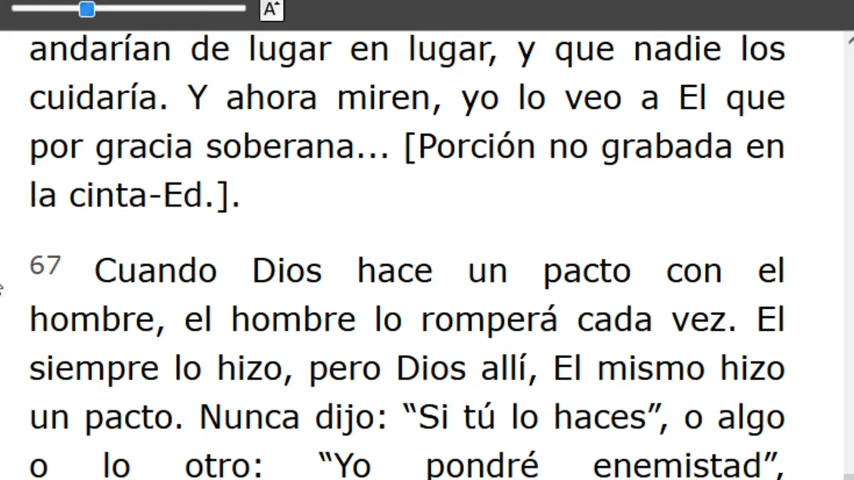 A
andarían de lugar en lugar, y que nadie los
cuidaría. Y ahora miren, yo lo veo a El que
por gracia soberana... [Porción no grabada en
la cinta-Ed.].
67 Cuando Dios hace un pacto con el
hombre, el hombre lo romperá cada vez. El
siempre lo hizo, pero Dios allí, El mismo hizo
un pacto. Nunca dijo: “Si tú lo haces”, o algo
o lo otro: “Yo pondré enemistad”,